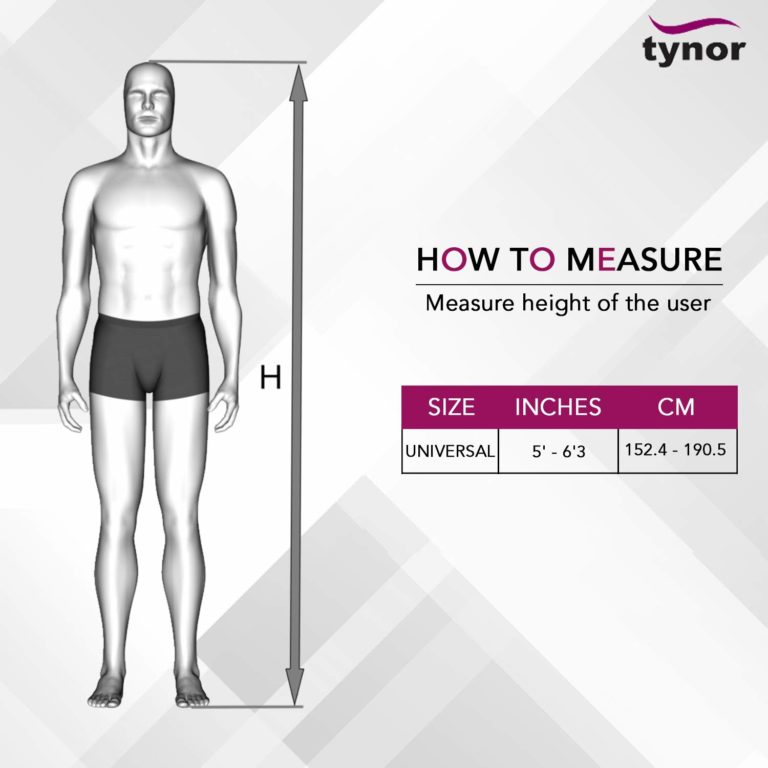 tynor
H
HOW TO MEASURE
Measure height of the user
SIZE INCHES CM
UNIVERSAL 5' - 6'3 152.4 - 190.5